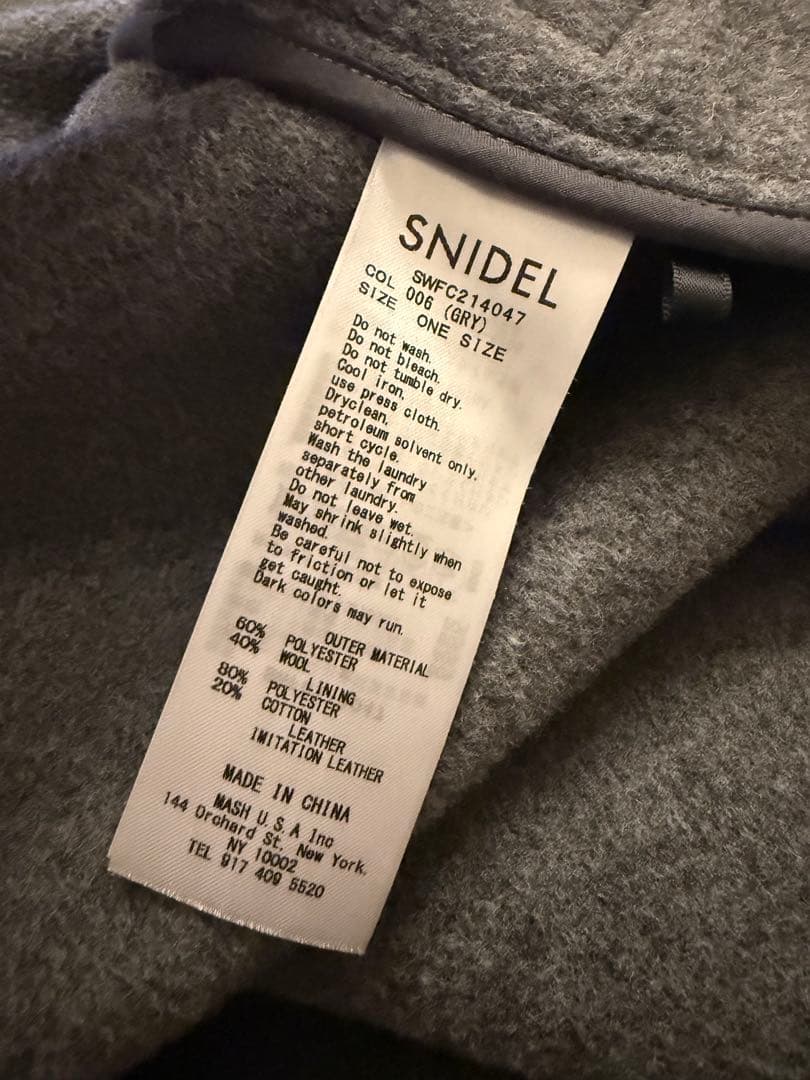 SNIDEL
SWFC214047
COL 006 (GRY)
SIZE ONE SIZE
Do not wash.
Do not bleach.
Do not tumble dry.
Cool iron.
use press cloth.
Dryclean.
petroleum solvent only.
short cycle.
Wash the laundry
separately from
other laundry.
Do not leave wet.
May shrink slightly when
washed.
Be careful not to expose
to friction or let it
get caught.
Dark colors may run.
OUTER MATERIAL
60% POLYESTER
40% WOOL
LINING
80% POLYESTER
20% COTTON
LEATHER
IMITATION LEATHER
MADE IN CHINA
MASH U.S.A Inc
144 Orchard St. New York.
NY 10002
TEL 917 409 5520